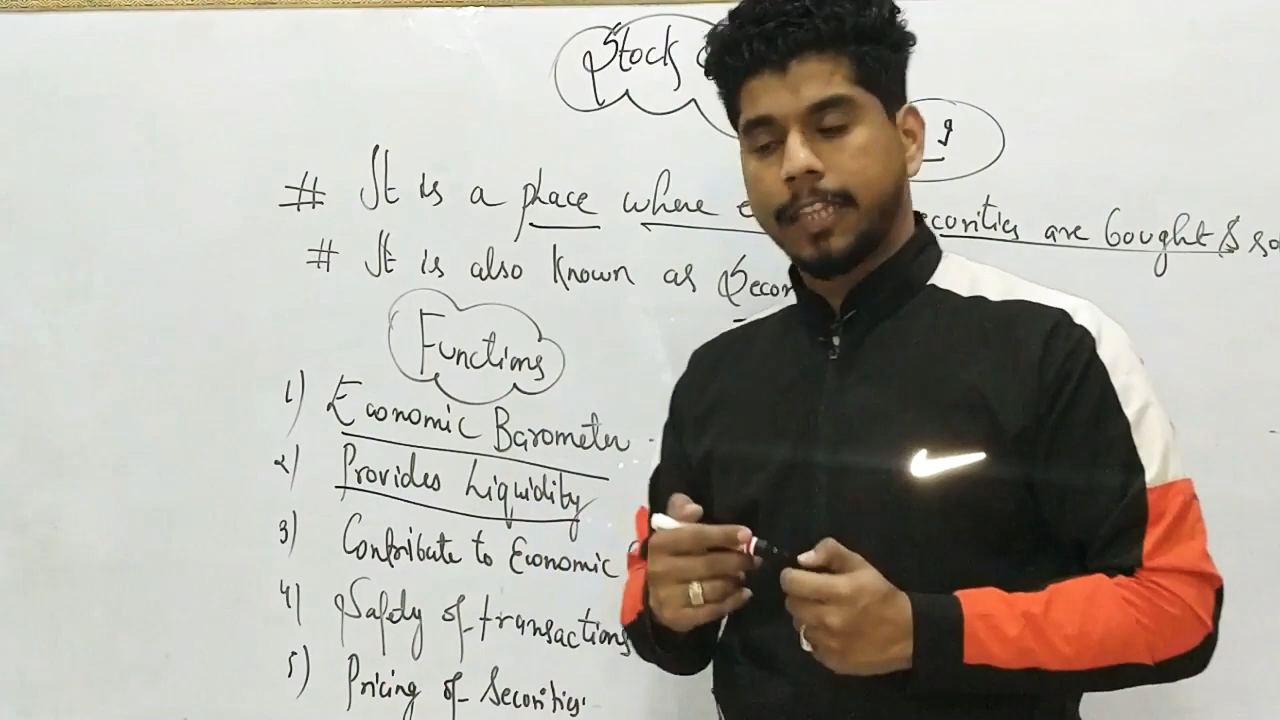 Stock
# It is a place where securities are bought & so
# It is also known as Secur
Functions
1) Economic Barometer
2) Provides Liquidity
3) Contribute to Economic
4) Safety of transactions
5) Pricing of Securities.